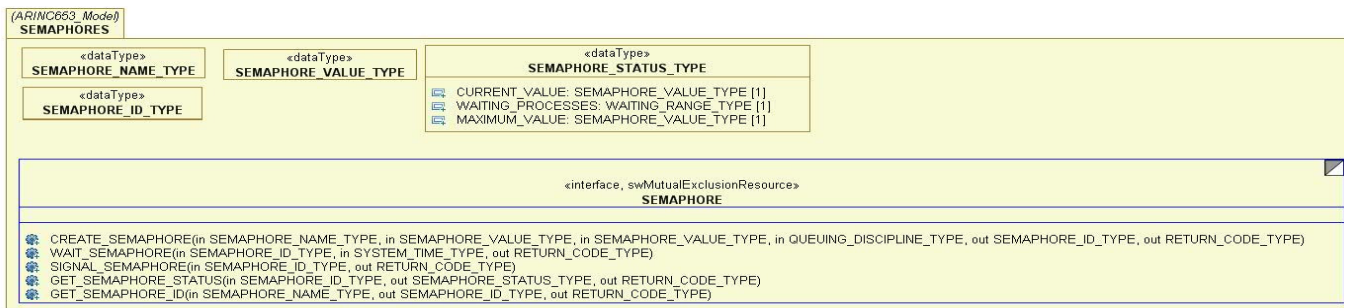 (ARINC653_Model)
SEMAPHORES
«dataType»
SEMAPHORE_NAME_TYPE
«dataType»
SEMAPHORE_VALUE_TYPE
«dataType»
SEMAPHORE_STATUS_TYPE
CURRENT_VALUE: SEMAPHORE_VALUE_TYPE [1]
WAITING_PROCESSES: WAITING_RANGE_TYPE [1]
MAXIMUM_VALUE: SEMAPHORE_VALUE_TYPE [1]
«dataType»
SEMAPHORE_ID_TYPE
«interface, swMutualExclusionResource»
SEMAPHORE
CREATE_SEMAPHORE(in SEMAPHORE_NAME_TYPE, in SEMAPHORE_VALUE_TYPE, in SEMAPHORE_VALUE_TYPE, in QUEUING_DISCIPLINE_TYPE, out SEMAPHORE_ID_TYPE, out RETURN_CODE_TYPE)
WAIT_SEMAPHORE(in SEMAPHORE_ID_TYPE, in SYSTEM_TIME_TYPE, out RETURN_CODE_TYPE)
SIGNAL_SEMAPHORE(in SEMAPHORE_ID_TYPE, out RETURN_CODE_TYPE)
GET_SEMAPHORE_STATUS(in SEMAPHORE_ID_TYPE, out SEMAPHORE_STATUS_TYPE, out RETURN_CODE_TYPE)
GET_SEMAPHORE_ID(in SEMAPHORE_NAME_TYPE, out SEMAPHORE_ID_TYPE, out RETURN_CODE_TYPE)